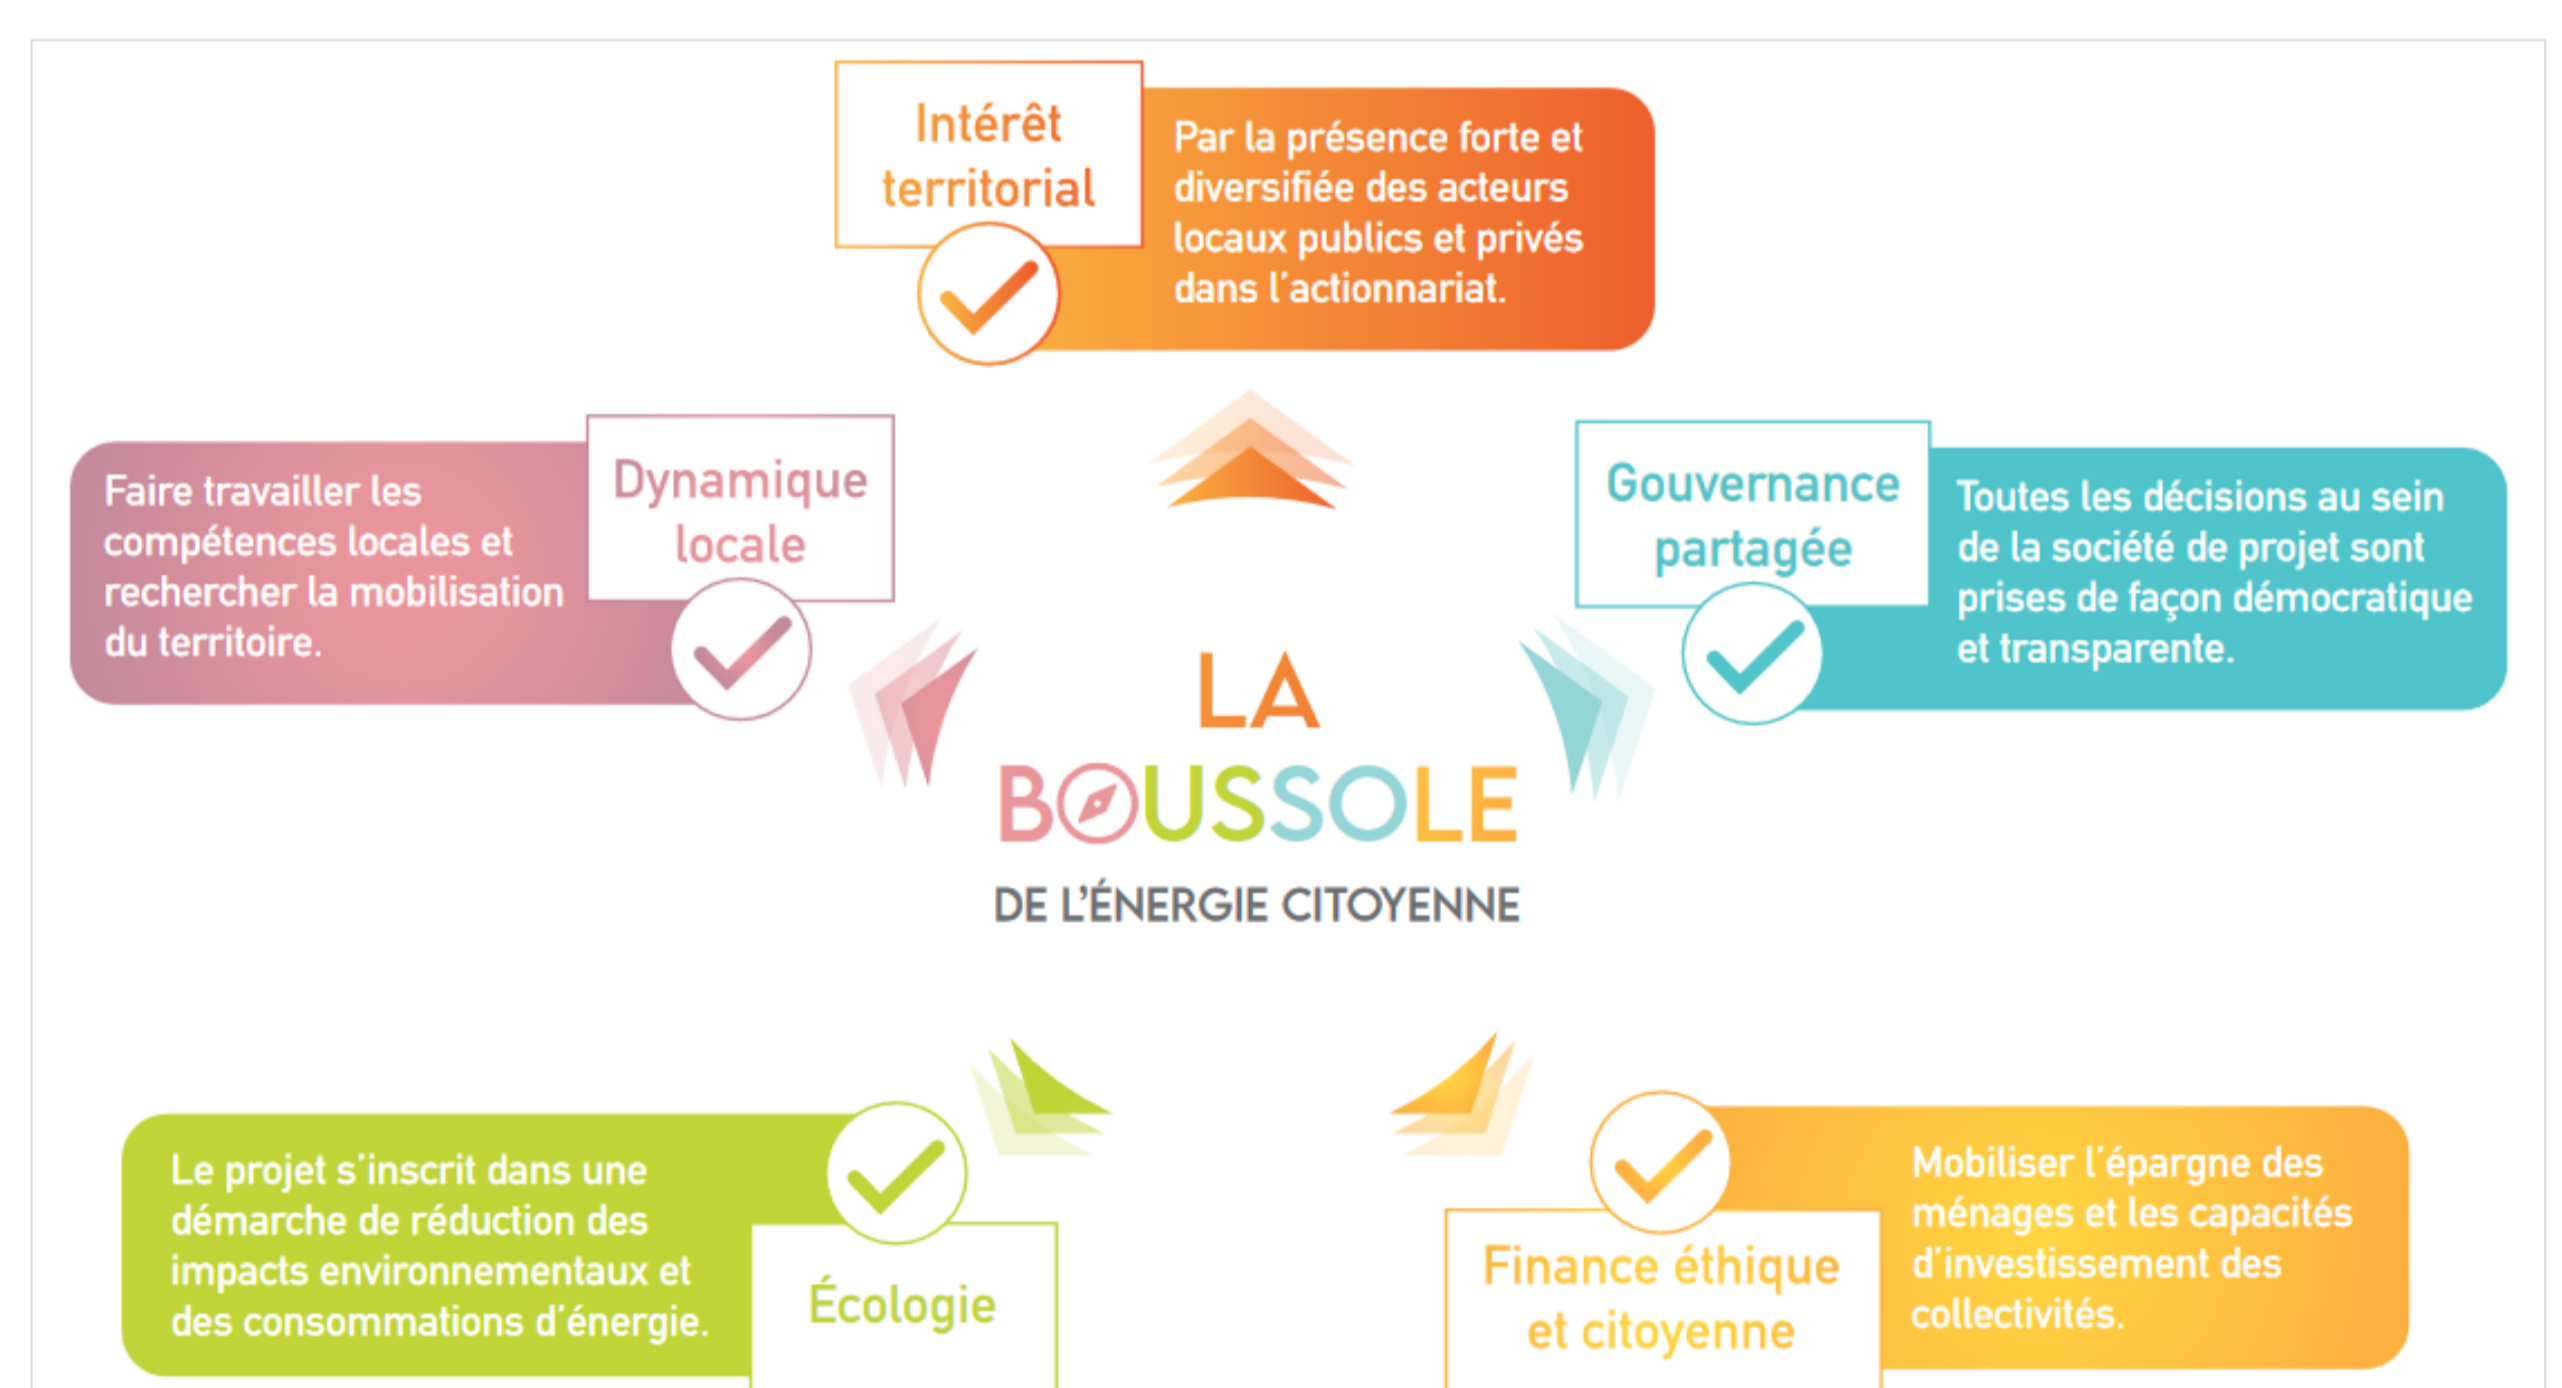 Intérêt
territorial
Par la présence forte et
diversifiée des acteurs
locaux publics et privés
dans l'actionnariat.
Faire travailler les
compétences locales et
rechercher la mobilisation
du territoire.
Dynamique
locale
Gouvernance
partagée
Toutes les décisions au sein
de la société de projet sont
prises de façon démocratique
et transparente.
LA
BOUSSOLE
DE L'ÉNERGIE CITOYENNE
Le projet s'inscrit dans une
démarche de réduction des
impacts environnementaux et
des consommations d'énergie.
Écologie
Finance éthique
et citoyenne
Mobiliser l'épargne des
ménages et les capacités
d'investissement des
collectivités.